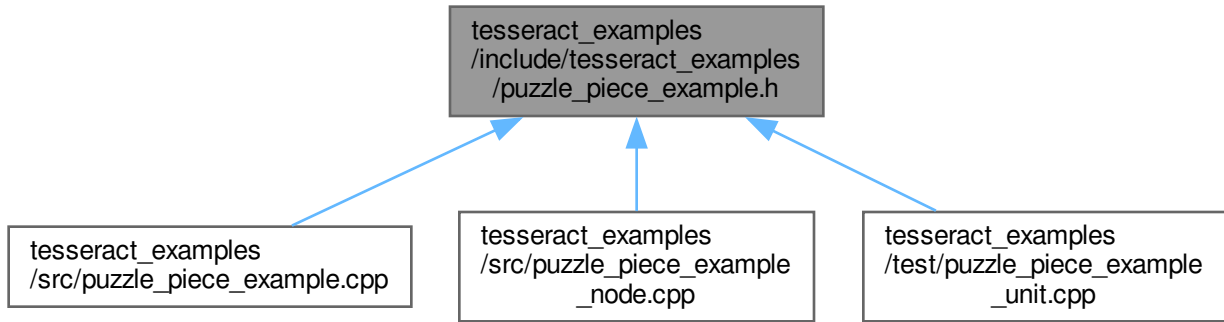 tesseract_examples
/include/tesseract_examples
/puzzle_piece_example.h
tesseract_examples
/src/puzzle_piece_example.cpp
tesseract_examples
/src/puzzle_piece_example
_node.cpp
tesseract_examples
/test/puzzle_piece_example
_unit.cpp